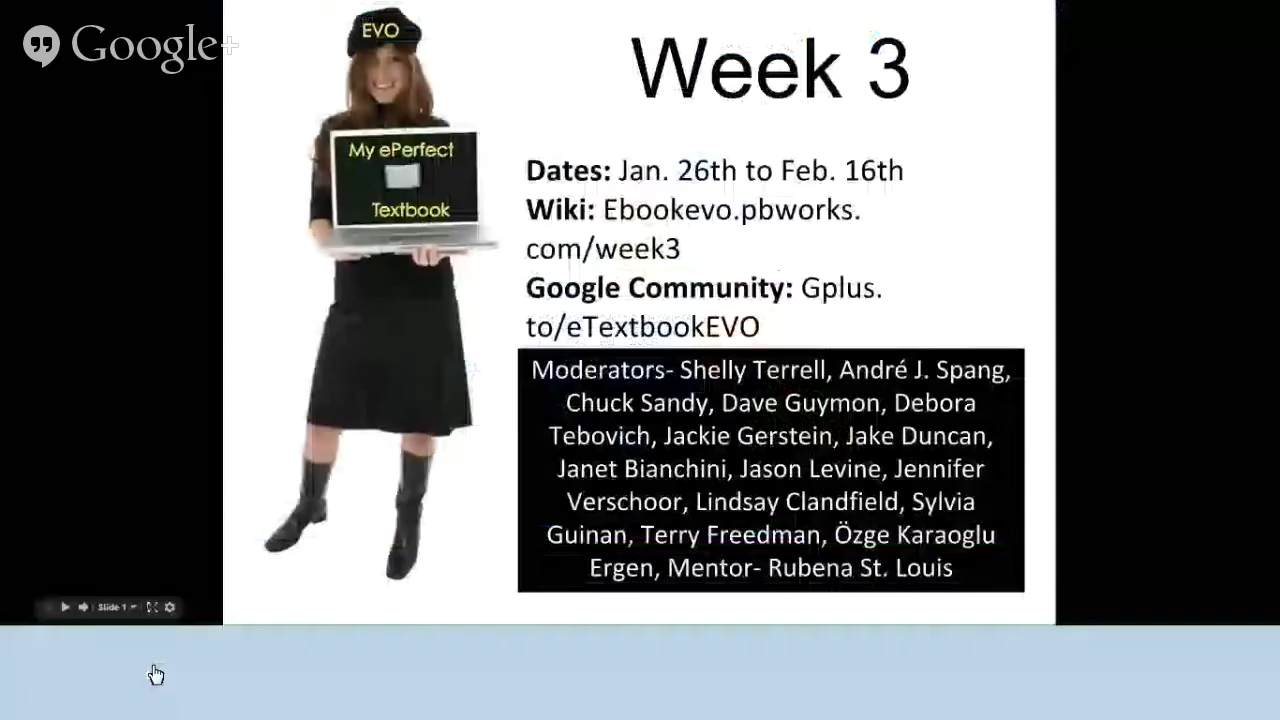 Google+
EVO
My ePerfect
Textbook
Week 3
Dates: Jan. 26th to Feb. 16th
Wiki: Ebookevo.pbworks.
com/week3
Google Community: Gplus.
to/eTextbookEVO
Moderators- Shelly Terrell, André J. Spang,
Chuck Sandy, Dave Guymon, Debora
Tebovich, Jackie Gerstein, Jake Duncan,
Janet Bianchini, Jason Levine, Jennifer
Verschoor, Lindsay Clandfield, Sylvia
Guinan, Terry Freedman, Özge Karaoglu
Ergen, Mentor- Rubena St. Louis
Slide 1